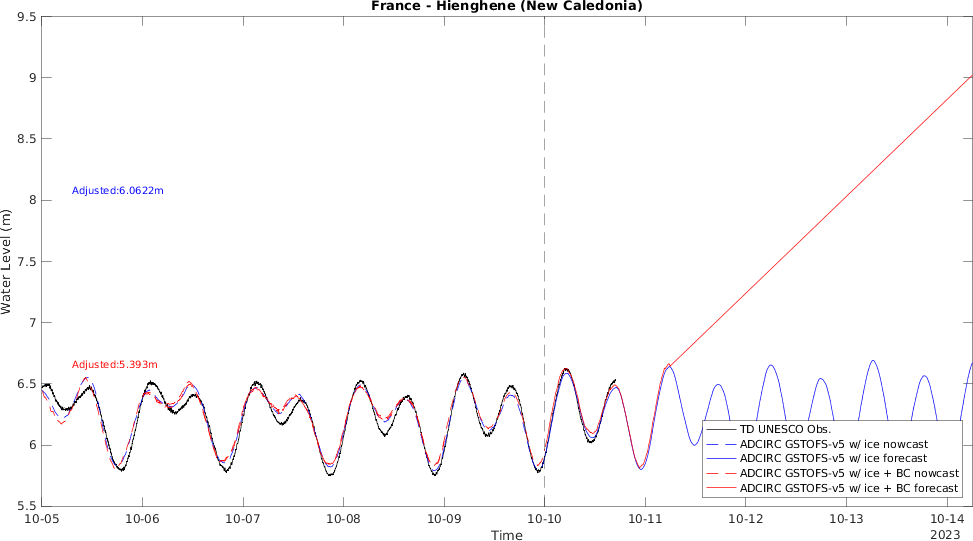 France - Hienghene (New Caledonia)
9.5
9
8.5
8
7.5
7
6.5
6
5.5
Water Level (m)
Adjusted:6.0622m
Adjusted:5.393m
TD UNESCO Obs.
ADCIRC GSTOFS-v5 w/ ice nowcast
ADCIRC GSTOFS-v5 w/ ice forecast
ADCIRC GSTOFS-v5 w/ ice + BC nowcast
ADCIRC GSTOFS-v5 w/ ice + BC forecast
10-05 10-06 10-07 10-08 10-09 10-10 10-11 10-12 10-13 10-14
Time
2023